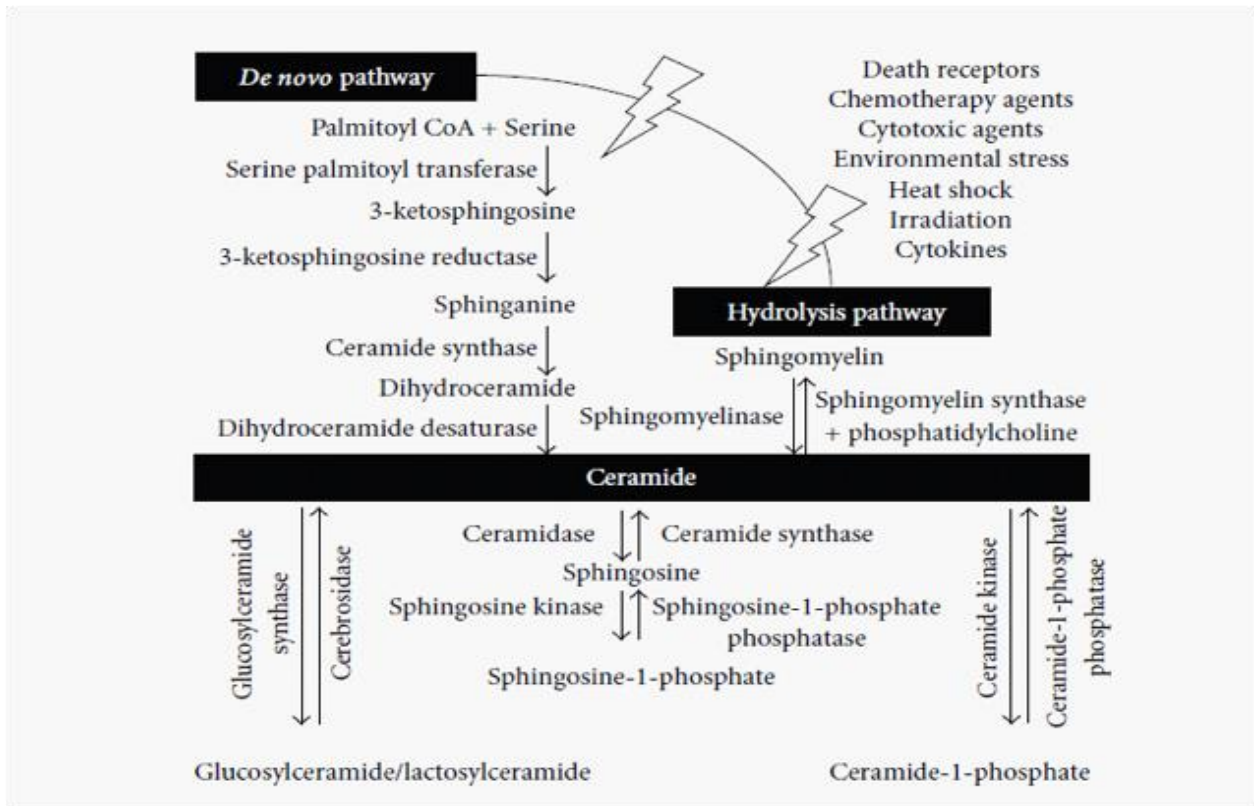 De novo pathway
Palmitoyl CoA + Serine
Serine palmitoyl transferase
3-ketosphingosine
3-ketosphingosine reductase
Sphinganine
Ceramide synthase
Dihydroceramide
Dihydroceramide desaturase
Death receptors
Chemotherapy agents
Cytotoxic agents
Environmental stress
Heat shock
Irradiation
Cytokines
Hydrolysis pathway
Sphingomyelin
Sphingomyelinase
Sphingomyelin synthase
+ phosphatidylcholine
Ceramide
Glucosylceramide
synthase
Cerebrosidase
Ceramidase
Ceramide synthase
Sphingosine
Sphingosine kinase
Sphingosine-1-phosphate
phosphatase
Sphingosine-1-phosphate
Ceramide kinase
Ceramide-1-phosphate
phosphatase
Glucosylceramide/lactosylceramide
Ceramide-1-phosphate